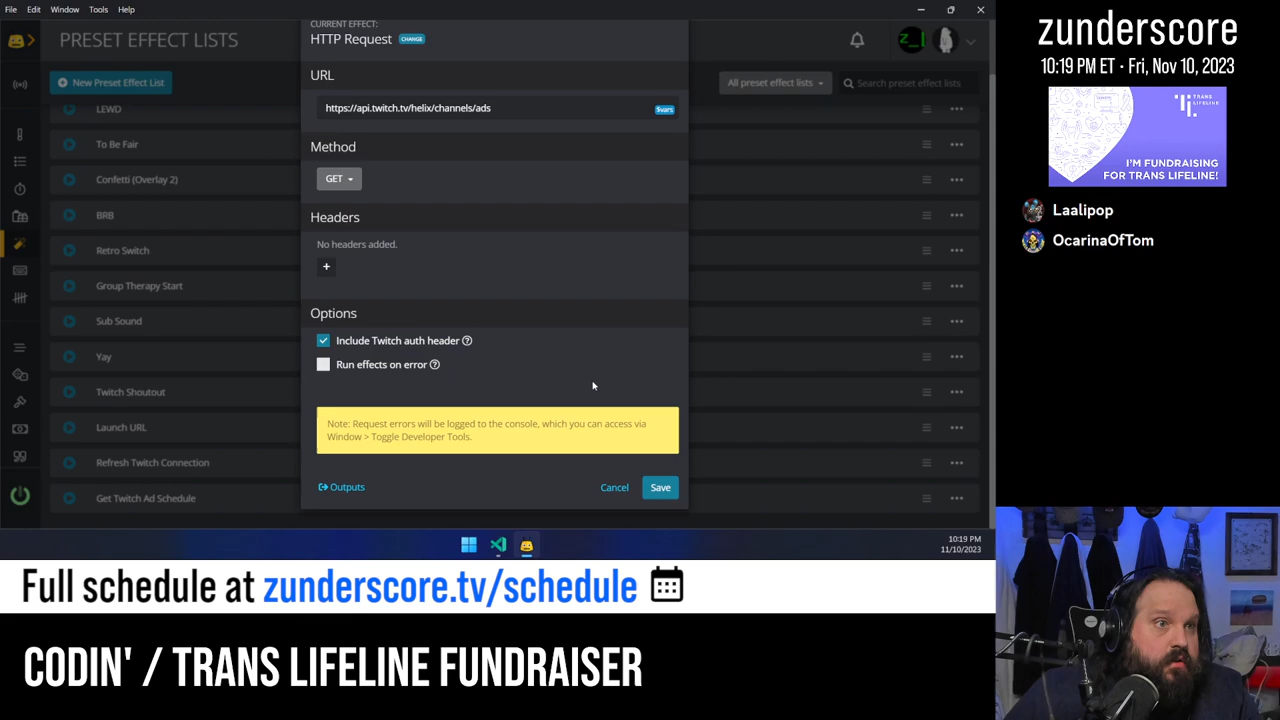 File Edit Window Tools Help
PRESET EFFECT LISTS
New Preset Effect List
All preset effect lists
Search preset effect lists
LEWD
To Be Fair
Confetti (Overlay 2)
BRB
Retro Switch
Group Therapy Start
Sub Sound
Yay
Twitch Shoutout
Launch URL
Refresh Twitch Connection
Get Twitch Ad Schedule
CURRENT EFFECT:
HTTP Request CHANGE
URL
https://api.twitch.tv/helix/channels/ads
$vars
Method
GET
Headers
No headers added.
+
Options
Include Twitch auth header
Run effects on error
Note: Request errors will be logged to the console, which you can access via
Window > Toggle Developer Tools.
Outputs
Cancel
Save
10:19 PM
11/10/2023
zunderscore
10:19 PM ET • Fri, Nov 10, 2023
TRANS
LIFELINE
I'M FUNDRAISING
FOR TRANS LIFELINE!
Laalipop
OcarinaOfTom
Full schedule at zunderscore.tv/schedule
CODIN' / TRANS LIFELINE FUNDRAISER